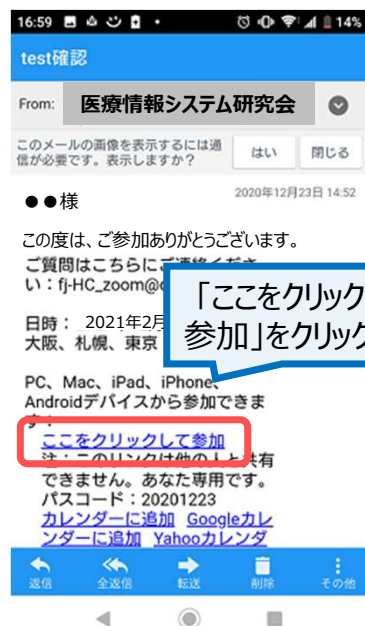 16:59 14%
test確認
From: 医療情報システム研究会
このメールの画像を表示するには通
信が必要です。表示しますか?
はい 閉じる
2020年12月23日 14:52
●●様
この度は、ご参加ありがとうございます。
ご質問はこちらに
い：fj-HC_zoom@
日時： 2021年2月
大阪、札幌、東京
「ここをクリック
参加」をクリック
PC、Mac、iPad、iPhone、
Androidデバイスから参加できま
す：
ここをクリックして参加
注：このリンクは他の人と共有
できません。あなた専用です。
パスコード：20201223
カレンダーに追加 Googleカレ
ンダーに追加 Yahooカレンダ
返信 全返信 転送 削除 その他